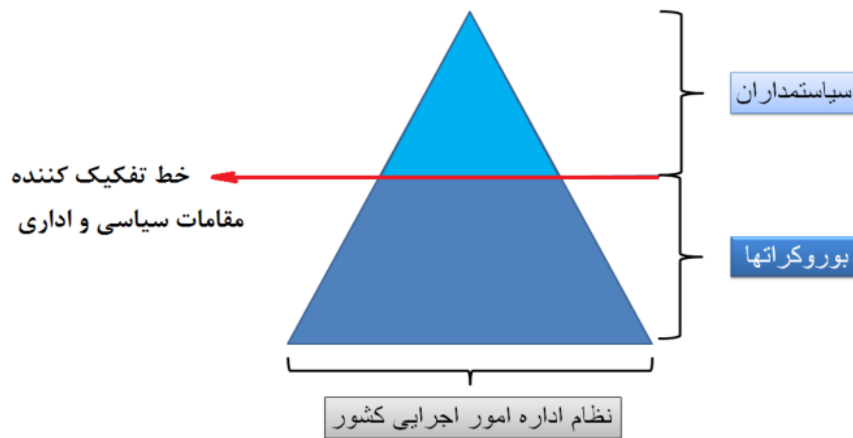 سیاستمداران
خط تفکیک کننده
مقامات سیاسی و اداری
بوروکراتها
نظام اداره امور اجرایی کشور